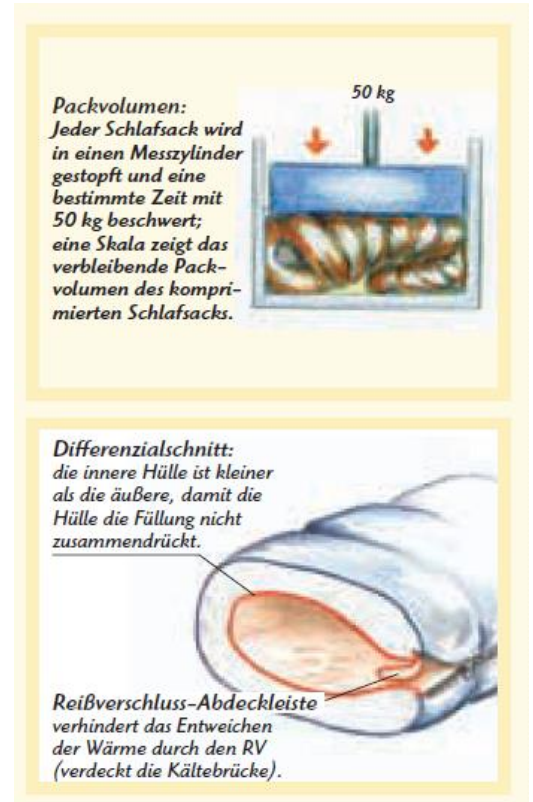 50 kg
Packvolumen:
Jeder Schlafsack wird
in einen Messzylinder
gestopft und eine
bestimmte Zeit mit
50 kg beschwert;
eine Skala zeigt das
verbleibende Pack-
volumen des kompri-
mierten Schlafsacks.
Differenzialschnitt:
die innere Hülle ist kleiner
als die äußere, damit die
Hülle die Füllung nicht
zusammendrückt.
Reißverschluss-Abdeckleiste
verhindert das Entweichen
der Wärme durch den RV
(verdeckt die Kältebrücke).